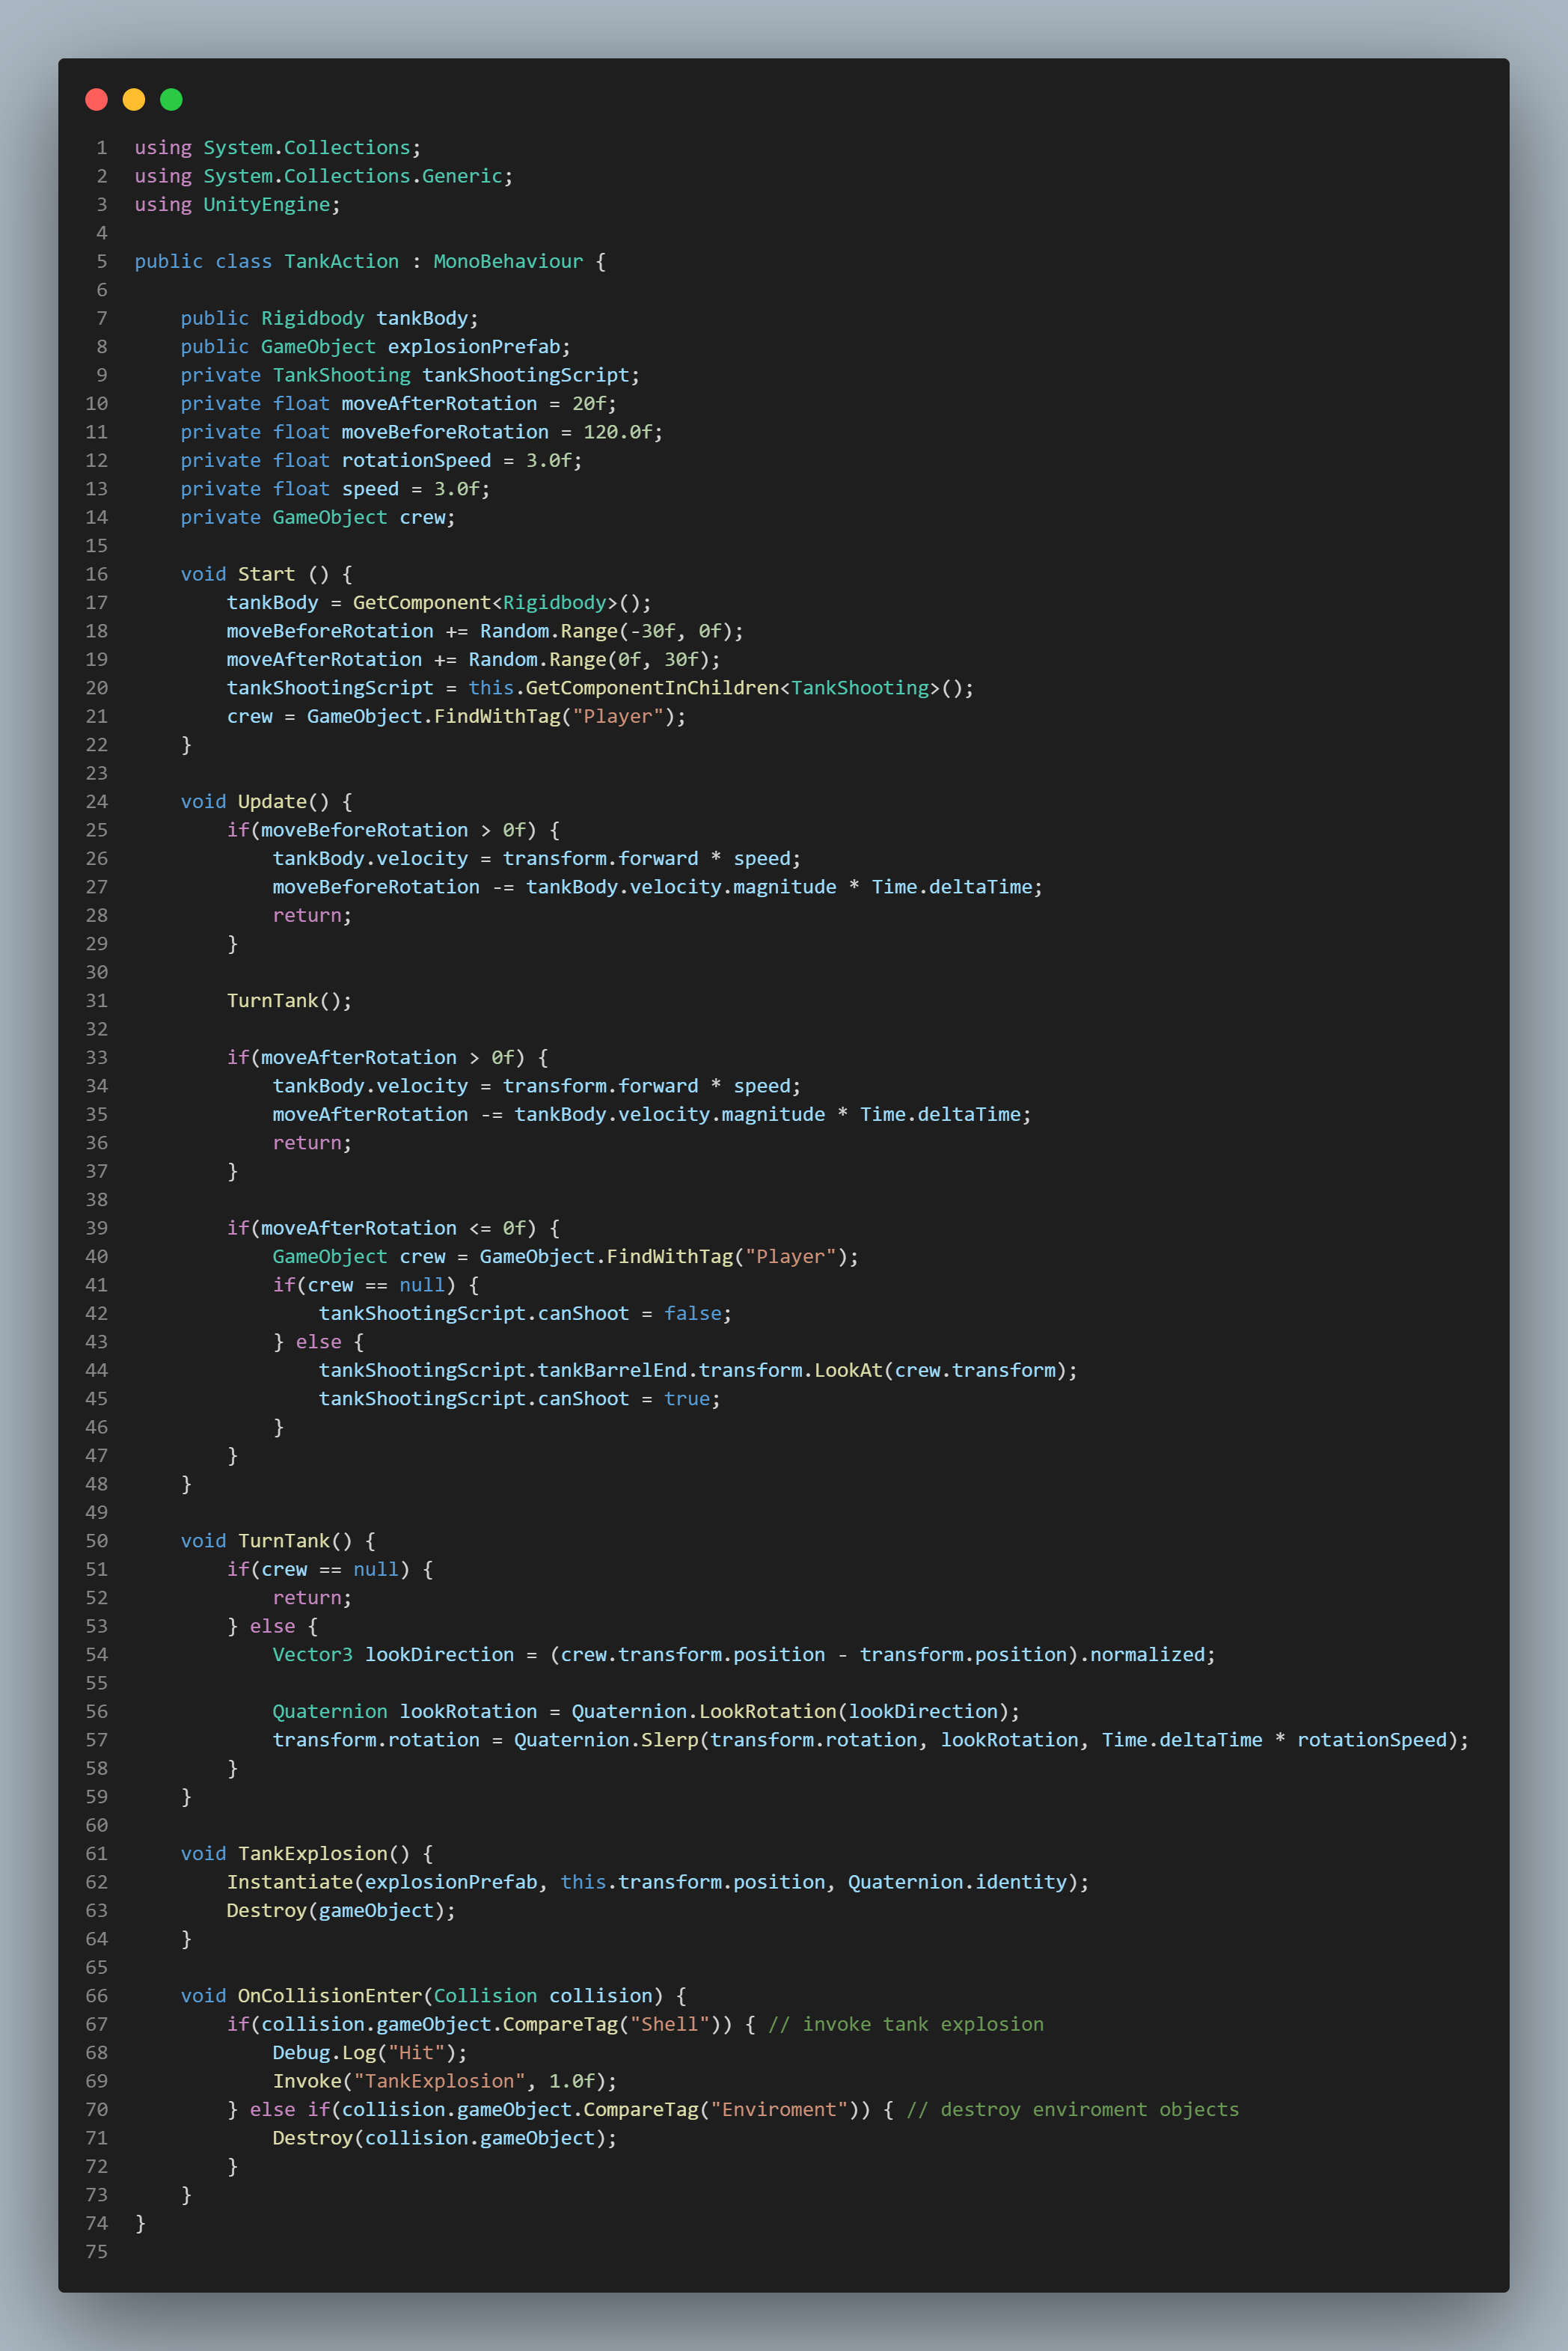 1 using System.Collections;
2 using System.Collections.Generic;
3 using UnityEngine;
4
5 public class TankAction : MonoBehaviour {
6
7     public Rigidbody tankBody;
8     public GameObject explosionPrefab;
9     private TankShooting tankShootingScript;
10     private float moveAfterRotation = 20f;
11     private float moveBeforeRotation = 120.0f;
12     private float rotationSpeed = 3.0f;
13     private float speed = 3.0f;
14     private GameObject crew;
15
16     void Start () {
17         tankBody = GetComponent<Rigidbody>();
18         moveBeforeRotation += Random.Range(-30f, 0f);
19         moveAfterRotation += Random.Range(0f, 30f);
20         tankShootingScript = this.GetComponentInChildren<TankShooting>();
21         crew = GameObject.FindWithTag("Player");
22     }
23
24     void Update() {
25         if(moveBeforeRotation > 0f) {
26             tankBody.velocity = transform.forward * speed;
27             moveBeforeRotation -= tankBody.velocity.magnitude * Time.deltaTime;
28             return;
29         }
30
31         TurnTank();
32
33         if(moveAfterRotation > 0f) {
34             tankBody.velocity = transform.forward * speed;
35             moveAfterRotation -= tankBody.velocity.magnitude * Time.deltaTime;
36             return;
37         }
38
39         if(moveAfterRotation <= 0f) {
40             GameObject crew = GameObject.FindWithTag("Player");
41             if(crew == null) {
42                 tankShootingScript.canShoot = false;
43             } else {
44                 tankShootingScript.tankBarrelEnd.transform.LookAt(crew.transform);
45                 tankShootingScript.canShoot = true;
46             }
47         }
48     }
49
50     void TurnTank() {
51         if(crew == null) {
52             return;
53         } else {
54             Vector3 lookDirection = (crew.transform.position - transform.position).normalized;
55
56             Quaternion lookRotation = Quaternion.LookRotation(lookDirection);
57             transform.rotation = Quaternion.Slerp(transform.rotation, lookRotation, Time.deltaTime * rotationSpeed);
58         }
59     }
60
61     void TankExplosion() {
62         Instantiate(explosionPrefab, this.transform.position, Quaternion.identity);
63         Destroy(gameObject);
64     }
65
66     void OnCollisionEnter(Collision collision) {
67         if(collision.gameObject.CompareTag("Shell")) { // invoke tank explosion
68             Debug.Log("Hit");
69             Invoke("TankExplosion", 1.0f);
70         } else if(collision.gameObject.CompareTag("Enviroment")) { // destroy enviroment objects
71             Destroy(collision.gameObject);
72         }
73     }
74 }
75